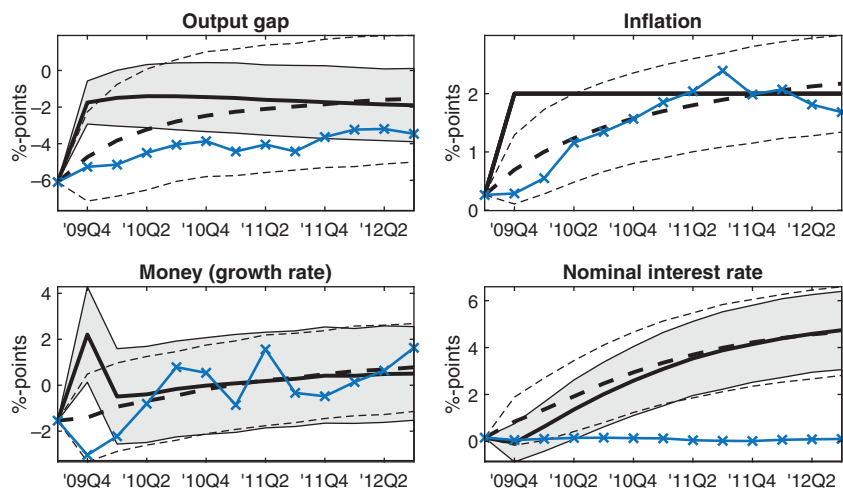 Output gap
%-points
0
−2
−4
−6
'09Q4 '10Q2 '10Q4 '11Q2 '11Q4 '12Q2
Inflation
%-points
2
1
0
'09Q4 '10Q2 '10Q4 '11Q2 '11Q4 '12Q2
Money (growth rate)
%-points
4
2
0
−2
'09Q4 '10Q2 '10Q4 '11Q2 '11Q4 '12Q2
Nominal interest rate
%-points
6
4
2
0
'09Q4 '10Q2 '10Q4 '11Q2 '11Q4 '12Q2